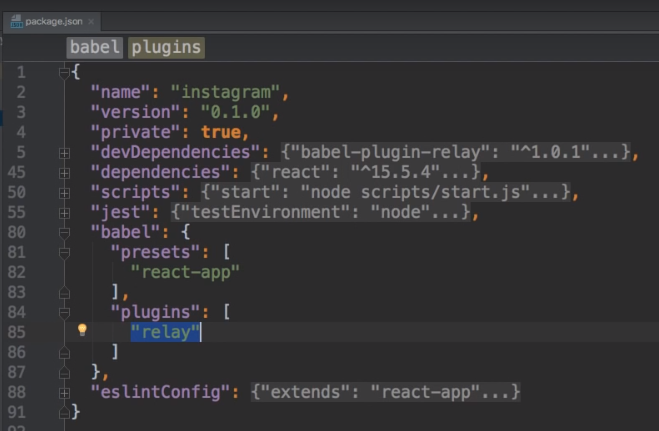 package.json
babel plugins
1 {
2 "name": "instagram",
3 "version": "0.1.0",
4 "private": true,
5 "devDependencies": {"babel-plugin-relay": "^1.0.1"...},
45 "dependencies": {"react": "^15.5.4"...},
50 "scripts": {"start": "node scripts/start.js"...},
55 "jest": {"testEnvironment": "node"...},
80 "babel": {
81 "presets": [
82 "react-app"
83 ],
84 "plugins": [
85 "relay"
86 ]
87 },
88 "eslintConfig": {"extends": "react-app"...}
91 }
92